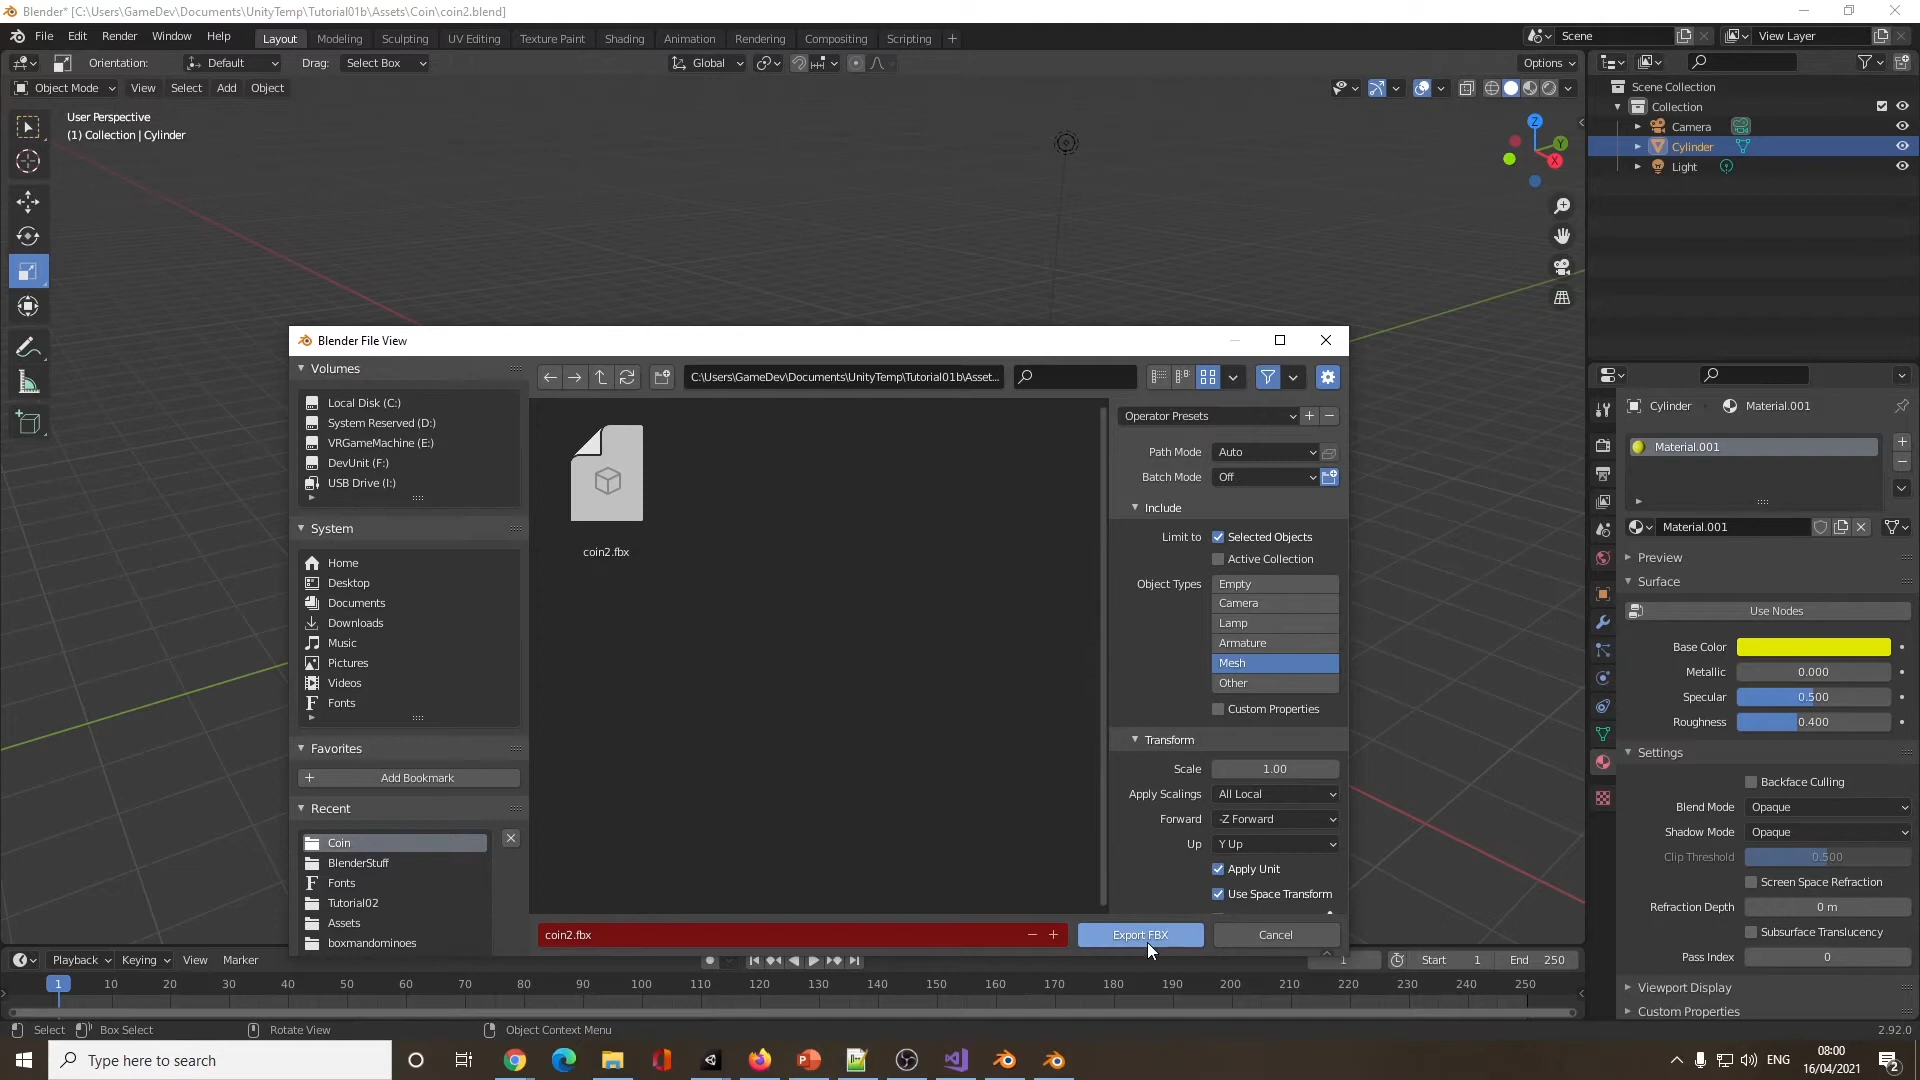 Blender* [C:\Users\GameDev\Documents\UnityTemp\Tutorial01b\Assets\Coin\coin2.blend]
File Edit Render Window Help
Layout Modeling Sculpting UV Editing Texture Paint Shading Animation Rendering Compositing Scripting +
Scene
View Layer
Orientation: Default Drag: Select Box
Global
Options
Object Mode View Select Add Object
User Perspective
(1) Collection | Cylinder
Z
Y
X
Scene Collection
Collection
Camera
Cylinder
Light
Blender File View
Volumes
Local Disk (C:)
System Reserved (D:)
VRGameMachine (E:)
DevUnit (F:)
USB Drive (I:)
System
Home
Desktop
Documents
Downloads
Music
Pictures
Videos
Fonts
Favorites
Add Bookmark
Recent
Coin
BlenderStuff
Fonts
Tutorial02
Assets
boxmandominoes
C:\Users\GameDev\Documents\UnityTemp\Tutorial01b\Asset...
coin2.fbx
Operator Presets
Path Mode Auto
Batch Mode Off
Include
Limit to Selected Objects
Active Collection
Object Types Empty
Camera
Lamp
Armature
Mesh
Other
Custom Properties
Transform
Scale 1.00
Apply Scalings All Local
Forward -Z Forward
Up Y Up
Apply Unit
Use Space Transform
coin2.fbx
Export FBX
Cancel
Cylinder Material.001
Material.001
Material.001
Preview
Surface
Use Nodes
Base Color
Metallic 0.000
Specular 0.500
Roughness 0.400
Settings
Backface Culling
Blend Mode Opaque
Shadow Mode Opaque
Clip Threshold 0.500
Screen Space Refraction
Refraction Depth 0 m
Subsurface Translucency
Pass Index 0
Viewport Display
Custom Properties
Playback Keying View Marker
1 Start 1 End 250
1 10 20 30 40 50 60 70 80 90 100 110 120 130 140 150 160 170 180 190 200 210 220 230 240 250
Select Box Select Rotate View Object Context Menu
2.92.0
Type here to search
ENG
08:00
16/04/2021
2